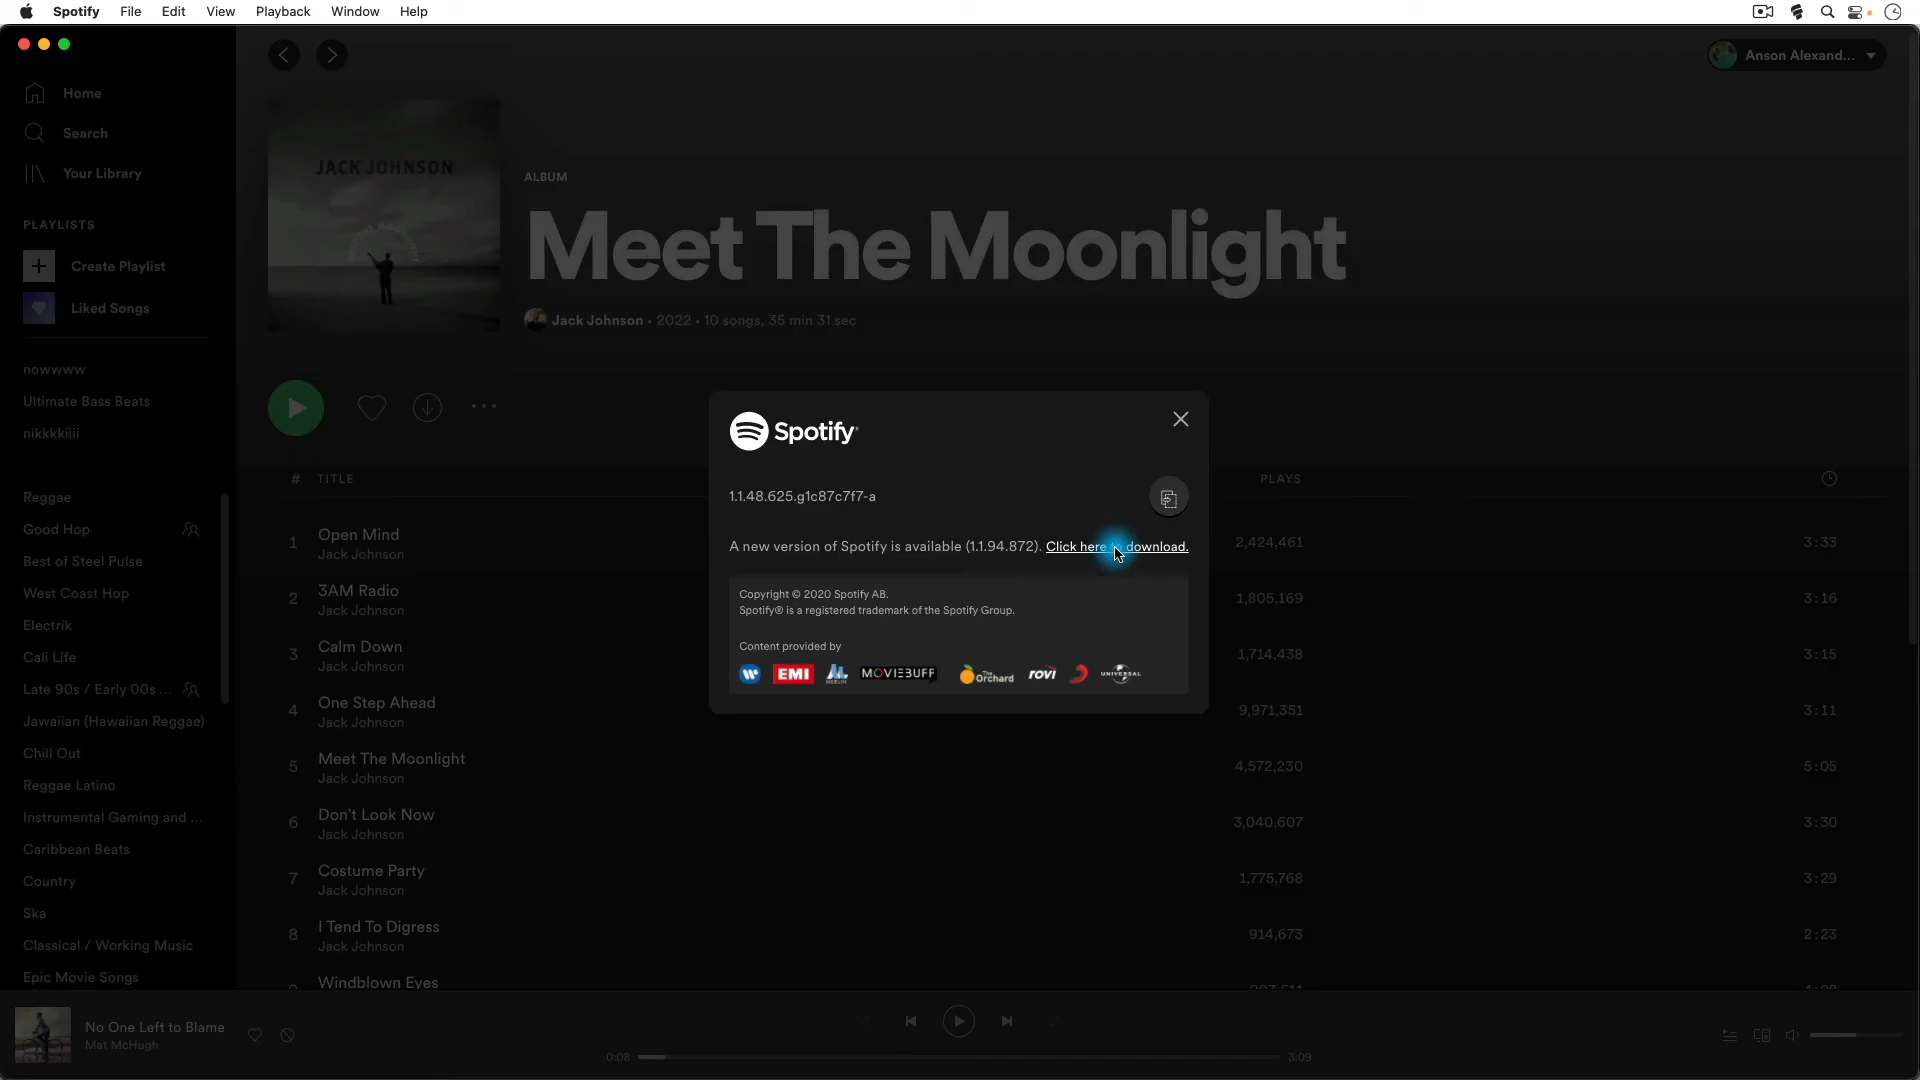 Spotify File Edit View Playback Window Help
Anson Alexand...
Home
Search
Your Library
PLAYLISTS
Create Playlist
Liked Songs
nowwww
Ultimate Bass Beats
nikkkkiiii
Reggae
Good Hop
Best of Steel Pulse
West Coast Hop
Electrik
Cali Life
Late 90s / Early 00s ...
Jawaiian (Hawaiian Reggae)
Chill Out
Reggae Latino
Instrumental Gaming and ...
Caribbean Beats
Country
Ska
Classical / Working Music
Epic Movie Songs
JACK JOHNSON
MEET THE MOONLIGHT
ALBUM
Meet The Moonlight
Jack Johnson • 2022 • 10 songs, 35 min 31 sec
# TITLE PLAYS
1 Open Mind 2,424,461 3:33
Jack Johnson
2 3AM Radio 1,805,169 3:16
Jack Johnson
3 Calm Down 1,714,438 3:15
Jack Johnson
4 One Step Ahead 9,971,351 3:11
Jack Johnson
5 Meet The Moonlight 4,572,230 5:05
Jack Johnson
6 Don't Look Now 3,040,607 3:30
Jack Johnson
7 Costume Party 1,775,768 3:29
Jack Johnson
8 I Tend To Digress 914,673 2:23
Jack Johnson
Windblown Eyes
Spotify
1.1.48.625.g1c87c7f7-a
A new version of Spotify is available (1.1.94.872). Click here to download.
Copyright © 2020 Spotify AB.
Spotify® is a registered trademark of the Spotify Group.
Content provided by
EMI MERLIN MOVIEBUFF The Orchard rovi UNIVERSAL
No One Left to Blame
Mat McHugh
0:08 3:09